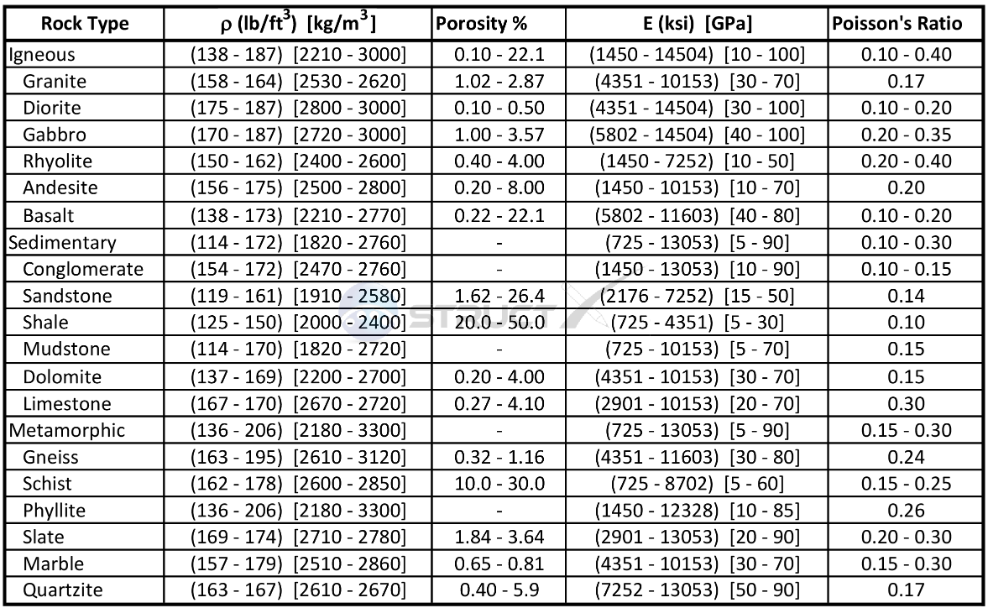 Rock Type ρ (lb/ft3) [kg/m3] Porosity % E (ksi) [GPa] Poisson's Ratio
Igneous (138 - 187) [2210 - 3000] 0.10 - 22.1 (1450 - 14504) [10 - 100] 0.10 - 0.40
Granite (158 - 164) [2530 - 2620] 1.02 - 2.87 (4351 - 10153) [30 - 70] 0.17
Diorite (175 - 187) [2800 - 3000] 0.10 - 0.50 (4351 - 14504) [30 - 100] 0.10 - 0.20
Gabbro (170 - 187) [2720 - 3000] 1.00 - 3.57 (5802 - 14504) [40 - 100] 0.20 - 0.35
Rhyolite (150 - 162) [2400 - 2600] 0.40 - 4.00 (1450 - 7252) [10 - 50] 0.20 - 0.40
Andesite (156 - 175) [2500 - 2800] 0.20 - 8.00 (1450 - 10153) [10 - 70] 0.20
Basalt (138 - 173) [2210 - 2770] 0.22 - 22.1 (5802 - 11603) [40 - 80] 0.10 - 0.20
Sedimentary (114 - 172) [1820 - 2760] - (725 - 13053) [5 - 90] 0.10 - 0.30
Conglomerate (154 - 172) [2470 - 2760] - (1450 - 13053) [10 - 90] 0.10 - 0.15
Sandstone (119 - 161) [1910 - 2580] 1.62 - 26.4 (2176 - 7252) [15 - 50] 0.14
STRUCTX
Shale (125 - 150) [2000 - 2400] 20.0 - 50.0 (725 - 4351) [5 - 30] 0.10
Mudstone (114 - 170) [1820 - 2720] - (725 - 10153) [5 - 70] 0.15
Dolomite (137 - 169) [2200 - 2700] 0.20 - 4.00 (4351 - 10153) [30 - 70] 0.15
Limestone (167 - 170) [2670 - 2720] 0.27 - 4.10 (2901 - 10153) [20 - 70] 0.30
Metamorphic (136 - 206) [2180 - 3300] - (725 - 13053) [5 - 90] 0.15 - 0.30
Gneiss (163 - 195) [2610 - 3120] 0.32 - 1.16 (4351 - 11603) [30 - 80] 0.24
Schist (162 - 178) [2600 - 2850] 10.0 - 30.0 (725 - 8702) [5 - 60] 0.15 - 0.25
Phyllite (136 - 206) [2180 - 3300] - (1450 - 12328) [10 - 85] 0.26
Slate (169 - 174) [2710 - 2780] 1.84 - 3.64 (2901 - 13053) [20 - 90] 0.20 - 0.30
Marble (157 - 179) [2510 - 2860] 0.65 - 0.81 (4351 - 10153) [30 - 70] 0.15 - 0.30
Quartzite (163 - 167) [2610 - 2670] 0.40 - 5.9 (7252 - 13053) [50 - 90] 0.17